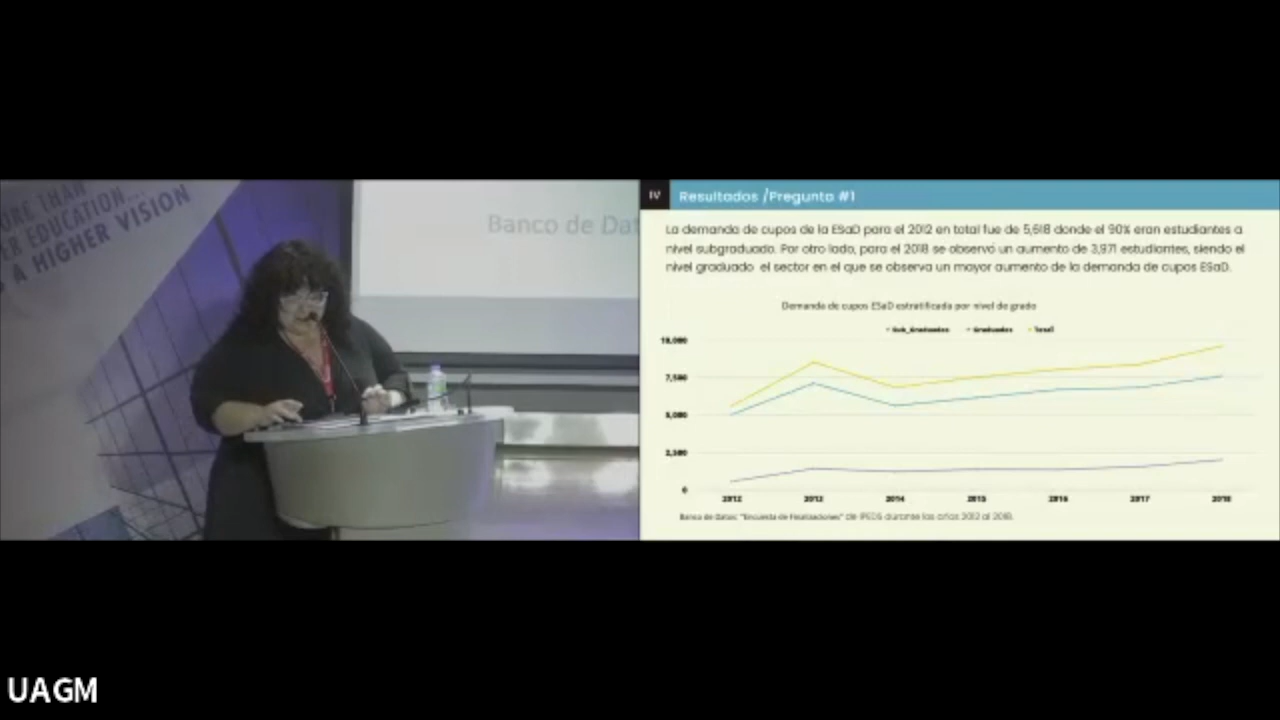 ORE THAN
ER EDUCATION...
S A HIGHER VISION
Banco de Dat
IV
Resultados /Pregunta #1
La demanda de cupos de la ESaD para el 2012 en total fue de 5,618 donde el 90% eran estudiantes a
nivel subgraduado. Por otro lado, para el 2018 se observó un aumento de 3,971 estudiantes, siendo el
nivel graduado el sector en el que se observa un mayor aumento de la demanda de cupos ESaD.
Demanda de cupos ESaD estratificada por nivel de grado
Sub_Graduados Graduados Total
10,000
7,500
5,000
2,500
0
2012 2013 2014 2015 2016 2017 2018
Banco de Datos: "Encuesta de Finalizaciones" de IPEDS durante los años 2012 al 2018.
UAGM